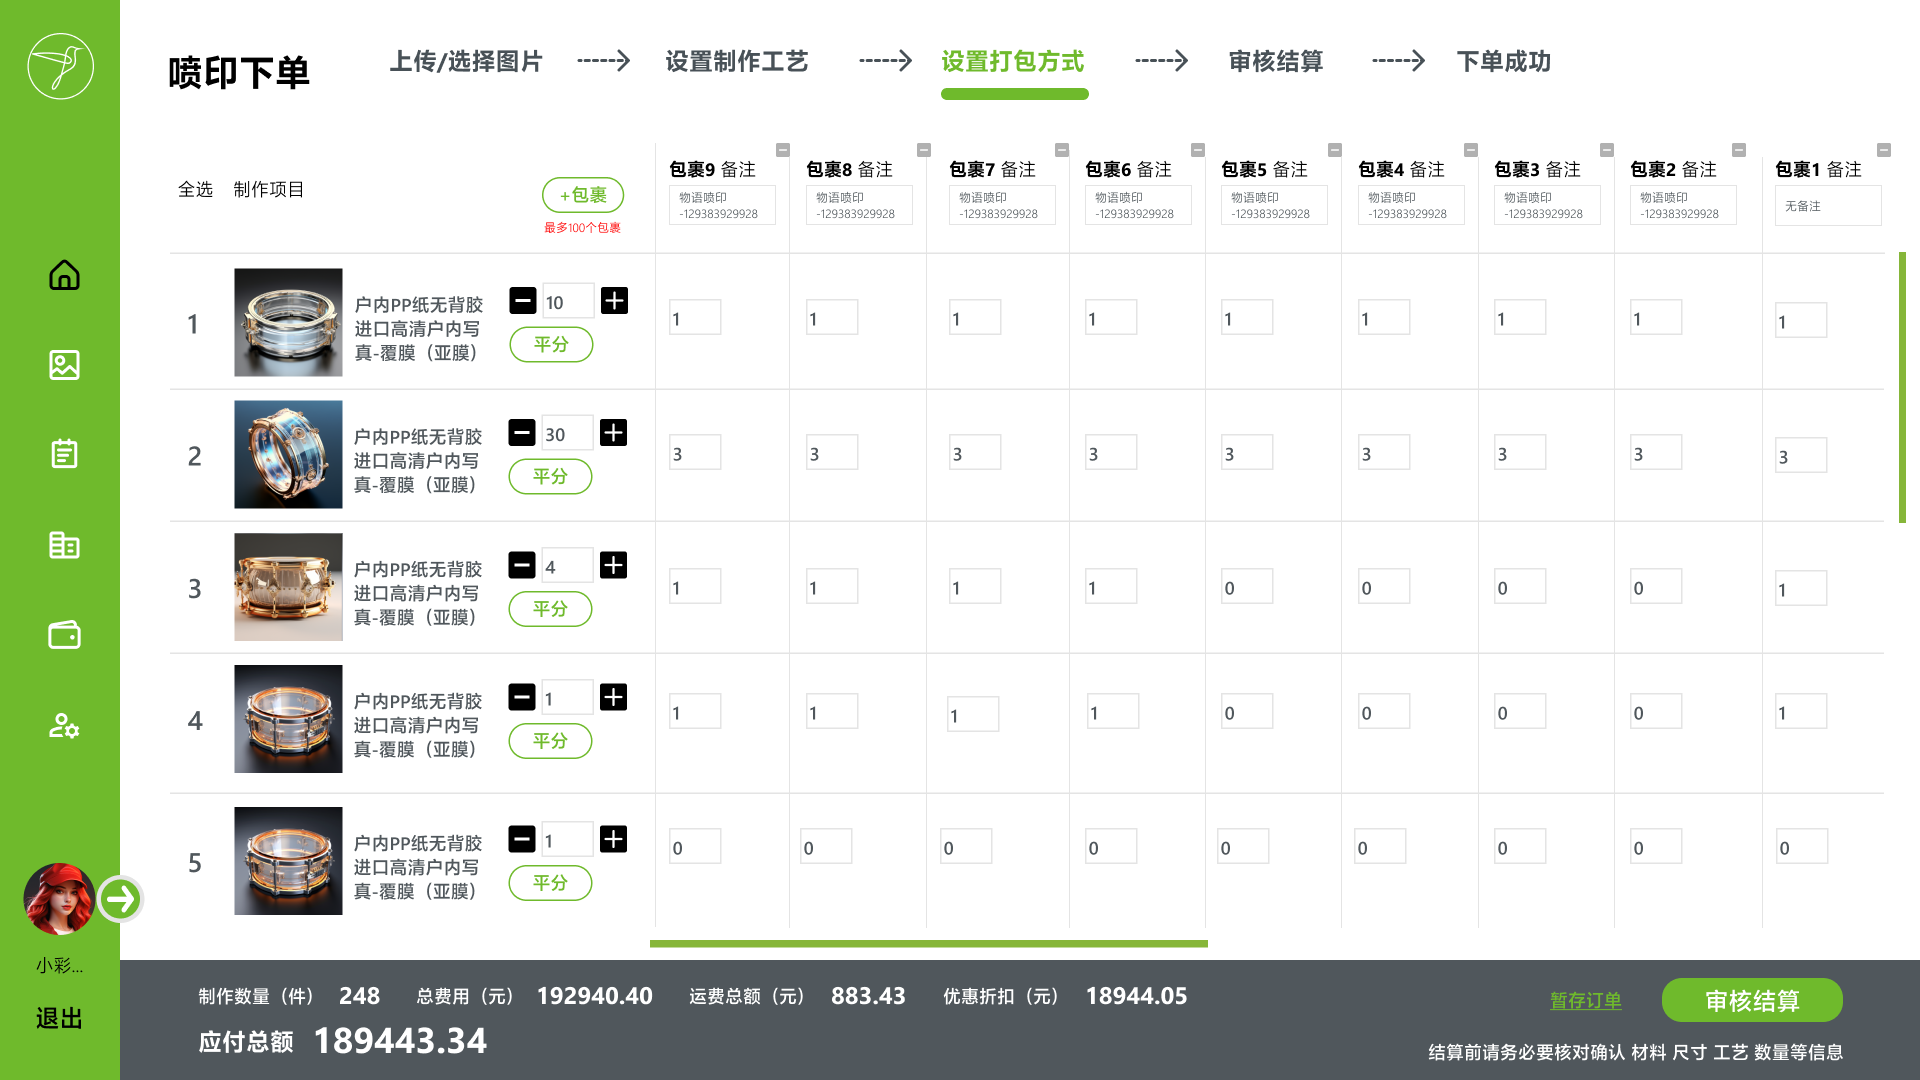 喷印下单
上传/选择图片
设置制作工艺
设置打包方式
审核结算
下单成功
全选 制作项目
+包裹
最多100个包裹
包裹9 备注
物语喷印
-129383929928
包裹8 备注
物语喷印
-129383929928
包裹7 备注
物语喷印
-129383929928
包裹6 备注
物语喷印
-129383929928
包裹5 备注
物语喷印
-129383929928
包裹4 备注
物语喷印
-129383929928
包裹3 备注
物语喷印
-129383929928
包裹2 备注
物语喷印
-129383929928
包裹1 备注
无备注
1
户内PP纸无背胶
进口高清户内写
真-覆膜（亚膜）
10
平分
1 1 1 1 1 1 1 1 1
2
户内PP纸无背胶
进口高清户内写
真-覆膜（亚膜）
30
平分
3 3 3 3 3 3 3 3 3
3
户内PP纸无背胶
进口高清户内写
真-覆膜（亚膜）
4
平分
1 1 1 1 0 0 0 0 1
4
户内PP纸无背胶
进口高清户内写
真-覆膜（亚膜）
1
平分
1 1 1 1 0 0 0 0 1
5
户内PP纸无背胶
进口高清户内写
真-覆膜（亚膜）
1
平分
0 0 0 0 0 0 0 0 0
小彩...
退出
制作数量（件） 248 总费用（元） 192940.40 运费总额（元） 883.43 优惠折扣（元） 18944.05
应付总额 189443.34
暂存订单
审核结算
结算前请务必要核对确认 材料 尺寸 工艺 数量等信息